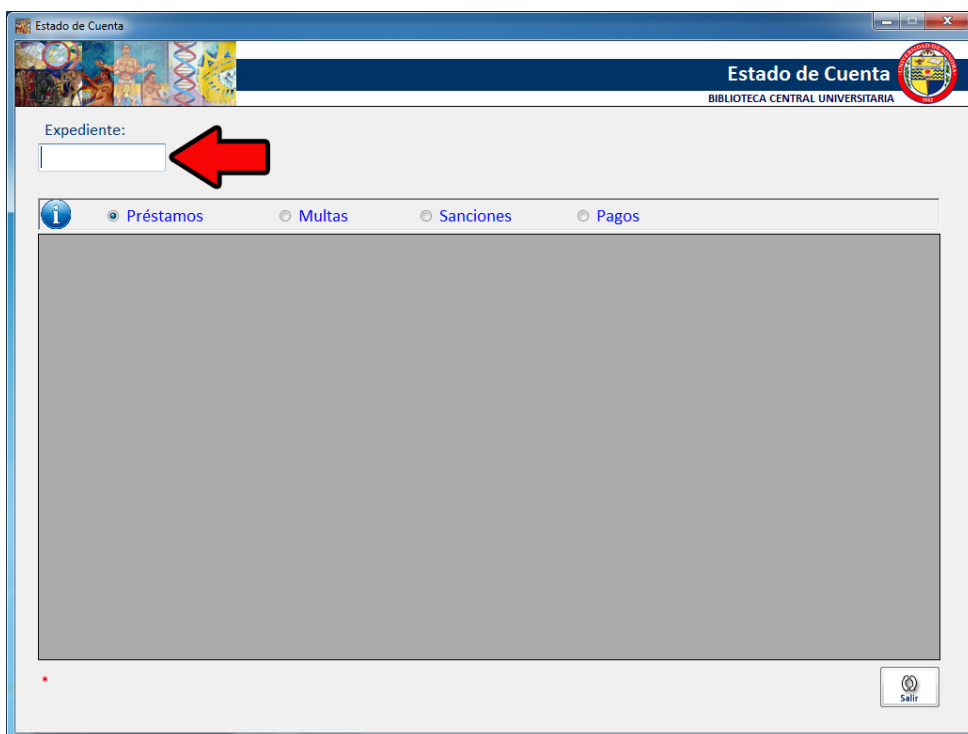 Estado de Cuenta
Estado de Cuenta
BIBLIOTECA CENTRAL UNIVERSITARIA
Expediente:
Préstamos Multas Sanciones Pagos
*
Salir